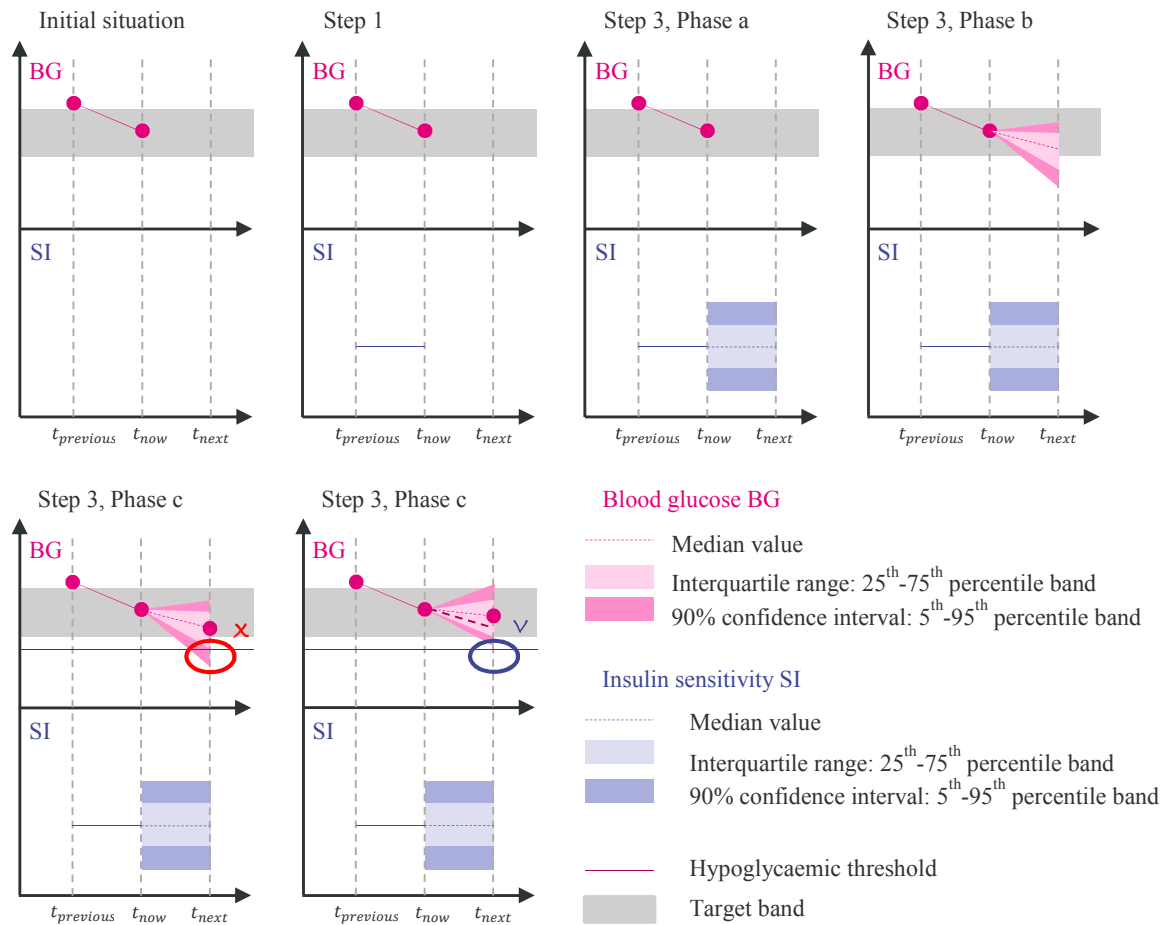 Initial situation
Step 1
Step 3, Phase a
Step 3, Phase b
BG
BG
BG
BG
SI
SI
SI
SI
t_previous t_now t_next
t_previous t_now t_next
t_previous t_now t_next
t_previous t_now t_next
Step 3, Phase c
Step 3, Phase c
BG
x
BG
v
SI
SI
t_previous t_now t_next
t_previous t_now t_next
Blood glucose BG
Median value
Interquartile range: 25th-75th percentile band
90% confidence interval: 5th-95th percentile band
Insulin sensitivity SI
Median value
Interquartile range: 25th-75th percentile band
90% confidence interval: 5th-95th percentile band
Hypoglycaemic threshold
Target band